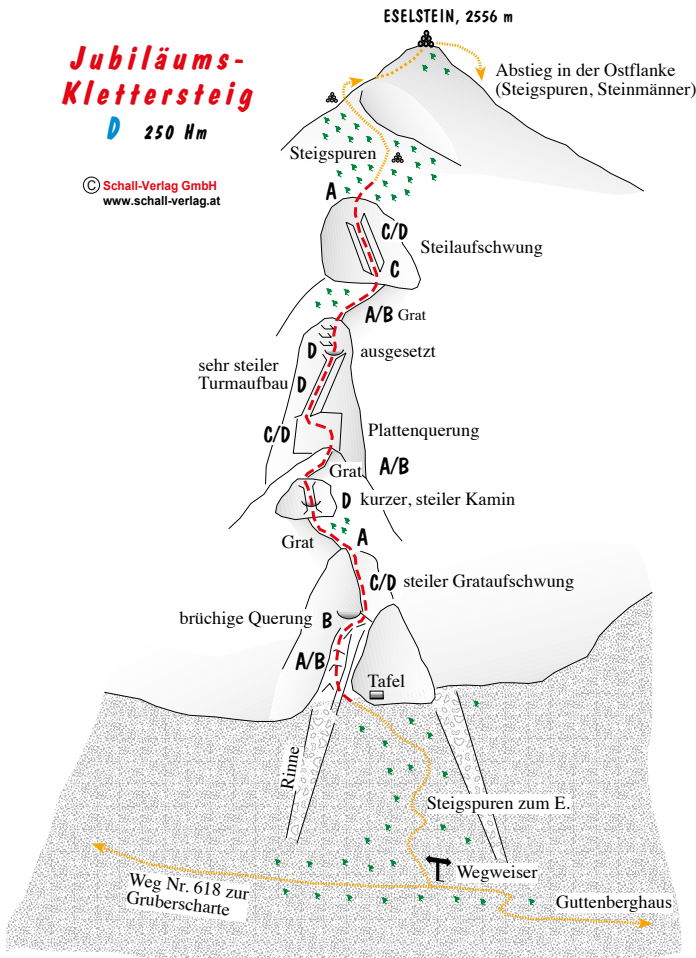 ESELSTEIN, 2556 m
Jubiläums-
Klettersteig
D 250 Hm
© Schall-Verlag GmbH
www.schall-verlag.at
Abstieg in der Ostflanke
(Steigspuren, Steinmänner)
Steigspuren
A
C/D
Steilaufschwung
C
A/B Grat
D ausgesetzt
sehr steiler
Turmaufbau D
C/D Plattenquerung
Grat A/B
D kurzer, steiler Kamin
Grat A
C/D steiler Grataufschwung
brüchige Querung B
A/B
Tafel
Rinne
Steigspuren zum E.
Wegweiser
Weg Nr. 618 zur
Gruberscharte
Guttenberghaus